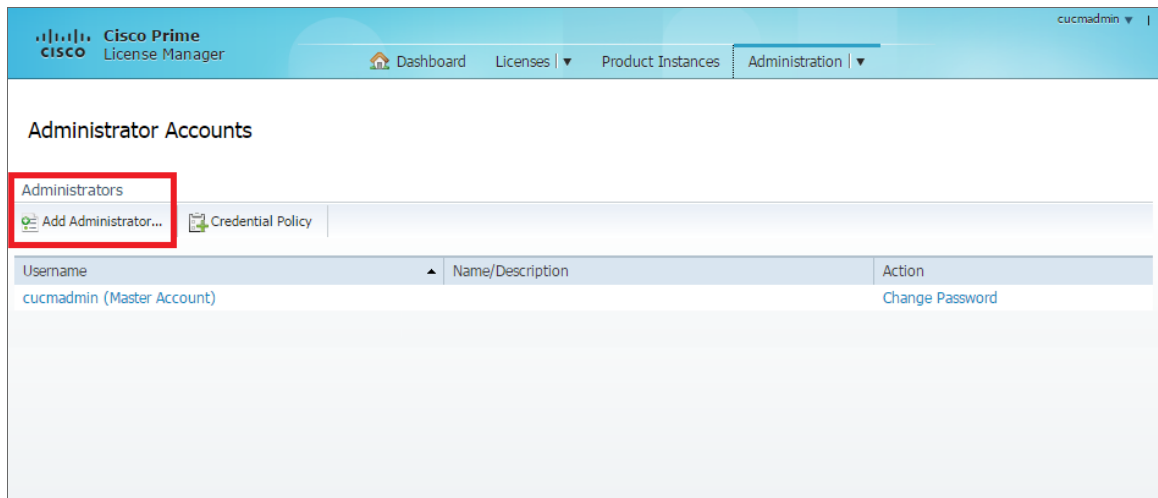 cucmadmin
Cisco Prime
CISCO License Manager
Dashboard Licenses Product Instances Administration
Administrator Accounts
Administrators
Add Administrator... Credential Policy
Username Name/Description Action
cucmadmin (Master Account) Change Password